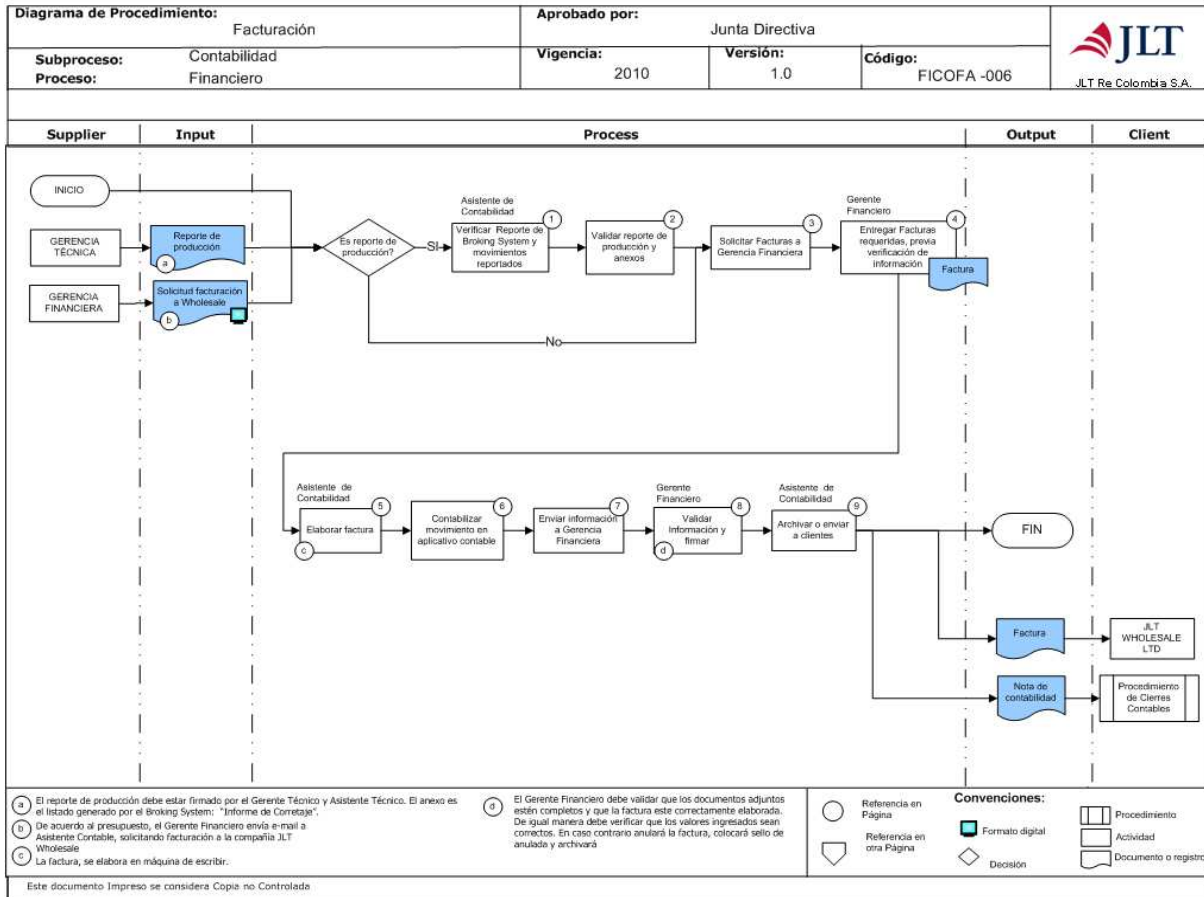 Diagrama de Procedimiento:
Facturación
Aprobado por:
Junta Directiva
Subproceso: Contabilidad
Proceso: Financiero
Vigencia:
2010
Versión:
1.0
Código:
FICOFA -006
JLT
JLT Re Colombia S.A.
Supplier
Input
Process
Output
Client
INICIO
GERENCIA
TÉCNICA
Reporte de
producción
a
GERENCIA
FINANCIERA
Solicitud facturación
a Wholesale
b
Es reporte de
producción?
SI
No
Asistente de
Contabilidad
1
Verificar Reporte de
Broking System y
movimientos
reportados
2
Validar reporte de
producción y
anexos
3
Solicitar Facturas a
Gerencia Financiera
Gerente
Financiero
4
Entregar Facturas
requeridas, previa
verificación de
información
Factura
Asistente de
Contabilidad
5
Elaborar factura
c
6
Contabilizar
movimiento en
aplicativo contable
7
Enviar información
a Gerencia
Financiera
Gerente
Financiero
8
Validar
Información y
firmar
d
Asistente de
Contabilidad
9
Archivar o enviar
a clientes
FIN
Factura
JLT
WHOLESALE
LTD
Nota de
contabilidad
Procedimiento
de Cierres
Contables
a El reporte de producción debe estar firmado por el Gerente Técnico y Asistente Técnico. El anexo es
el listado generado por el Broking System: "Informe de Corretaje".
b De acuerdo al presupuesto, el Gerente Financiero envía e-mail a
Asistente Contable, solicitando facturación a la compañía JLT
Wholesale
c La factura, se elabora en máquina de escribir.
d El Gerente Financiero debe validar que los documentos adjuntos
estén completos y que la factura este correctamente elaborada.
De igual manera debe verificar que los valores ingresados sean
correctos. En caso contrario anulará la factura, colocará sello de
anulada y archivará
Convenciones:
Referencia en
Página
Referencia en
otra Página
Formato digital
Decisión
Procedimiento
Actividad
Documento o registro
Este documento Impreso se considera Copia no Controlada